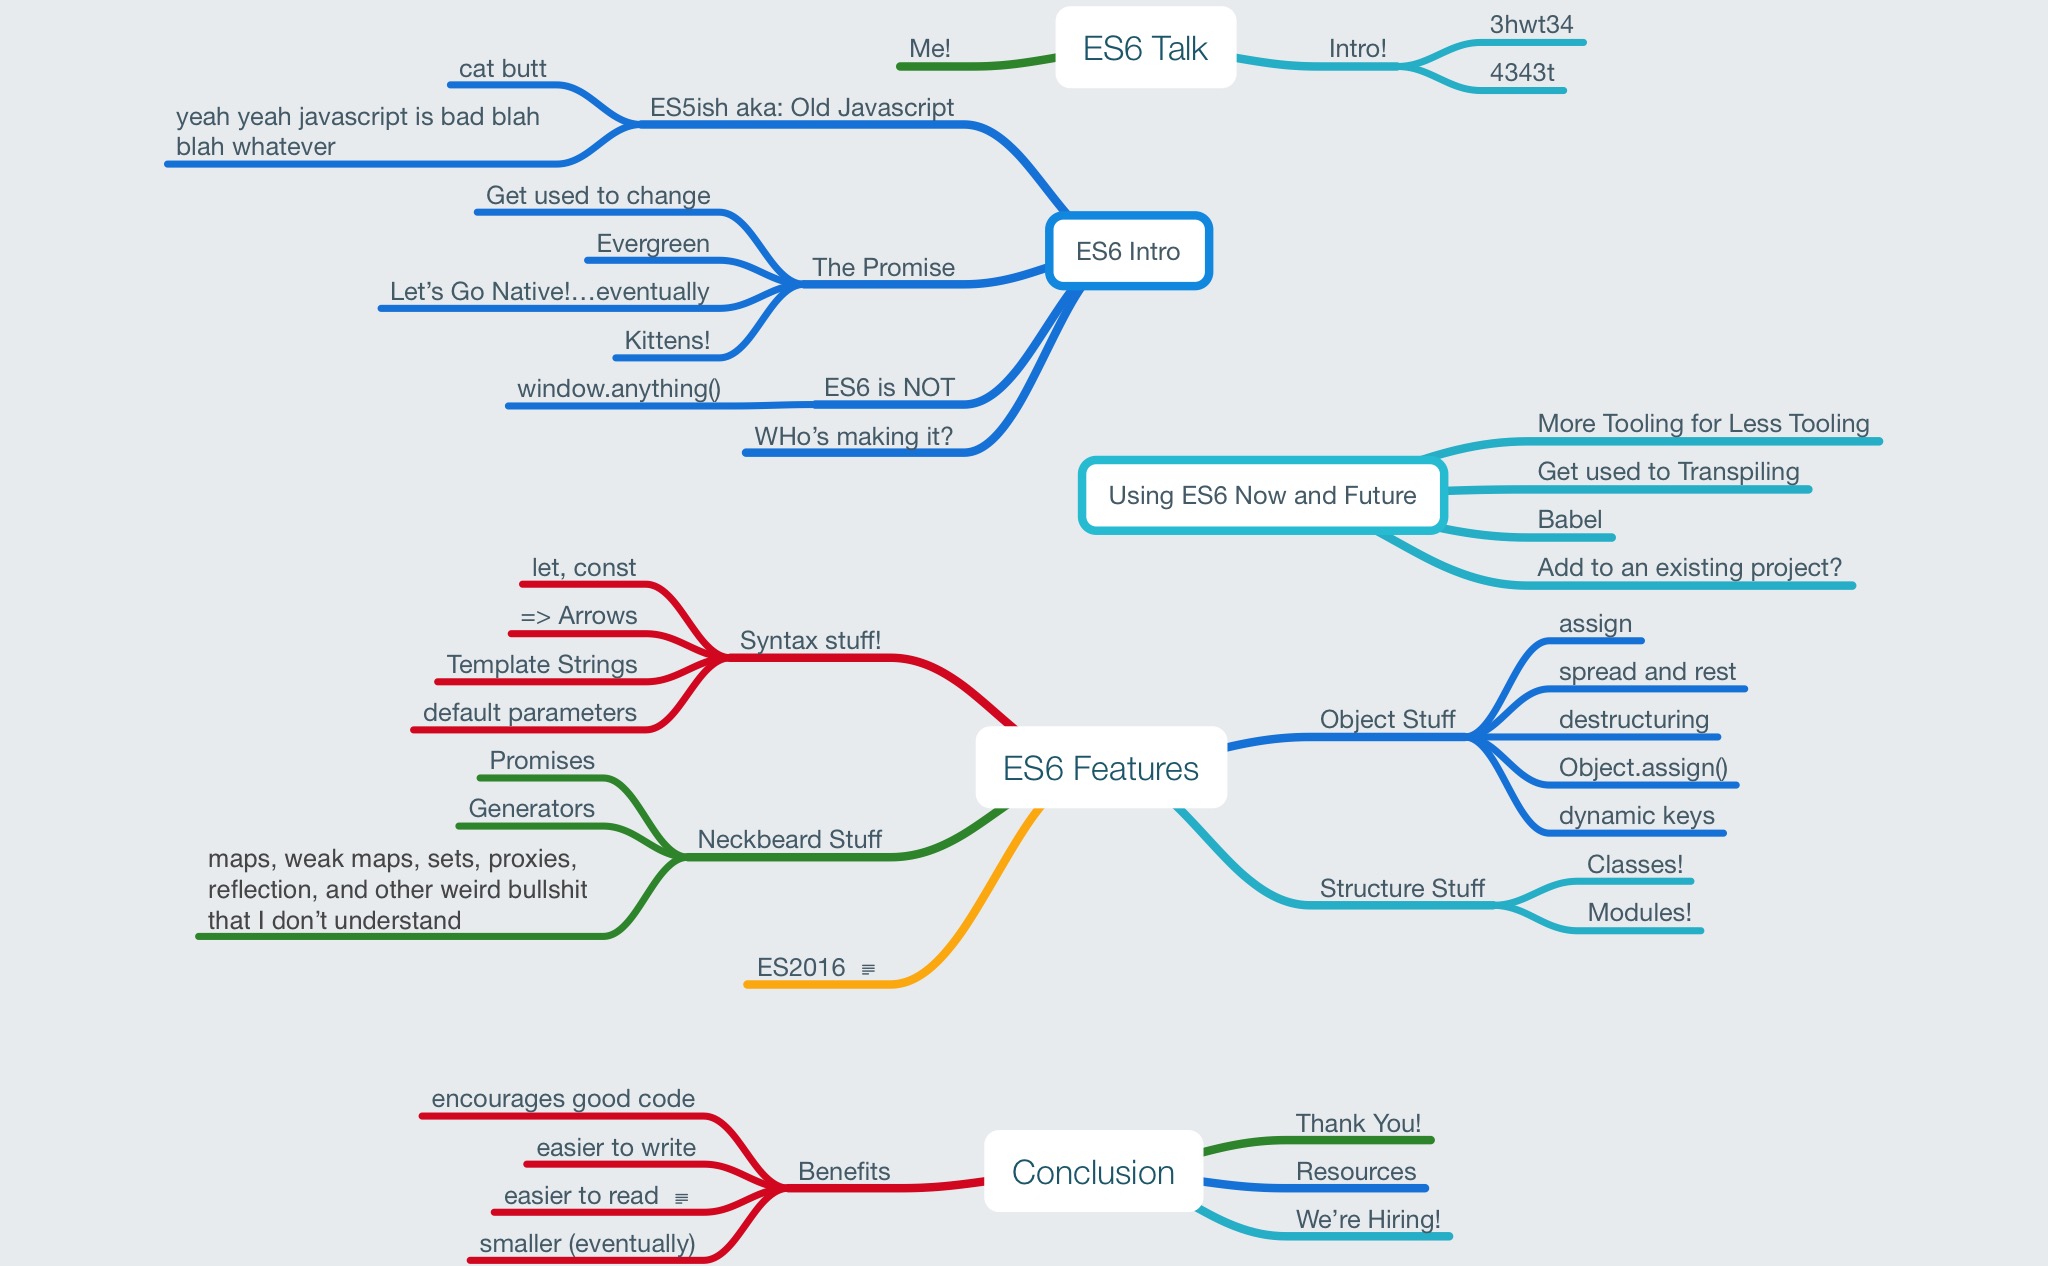 Me!
ES6 Talk
Intro!
3hwt34
4343t
cat butt
yeah yeah javascript is bad blah
blah whatever
ES5ish aka: Old Javascript
Get used to change
Evergreen
Let’s Go Native!…eventually
Kittens!
The Promise
ES6 Intro
window.anything()
ES6 is NOT
WHo’s making it?
Using ES6 Now and Future
More Tooling for Less Tooling
Get used to Transpiling
Babel
Add to an existing project?
let, const
=> Arrows
Template Strings
default parameters
Syntax stuff!
Promises
Generators
maps, weak maps, sets, proxies,
reflection, and other weird bullshit
that I don’t understand
Neckbeard Stuff
ES2016
ES6 Features
Object Stuff
assign
spread and rest
destructuring
Object.assign()
dynamic keys
Structure Stuff
Classes!
Modules!
encourages good code
easier to write
easier to read
smaller (eventually)
Benefits
Conclusion
Thank You!
Resources
We’re Hiring!